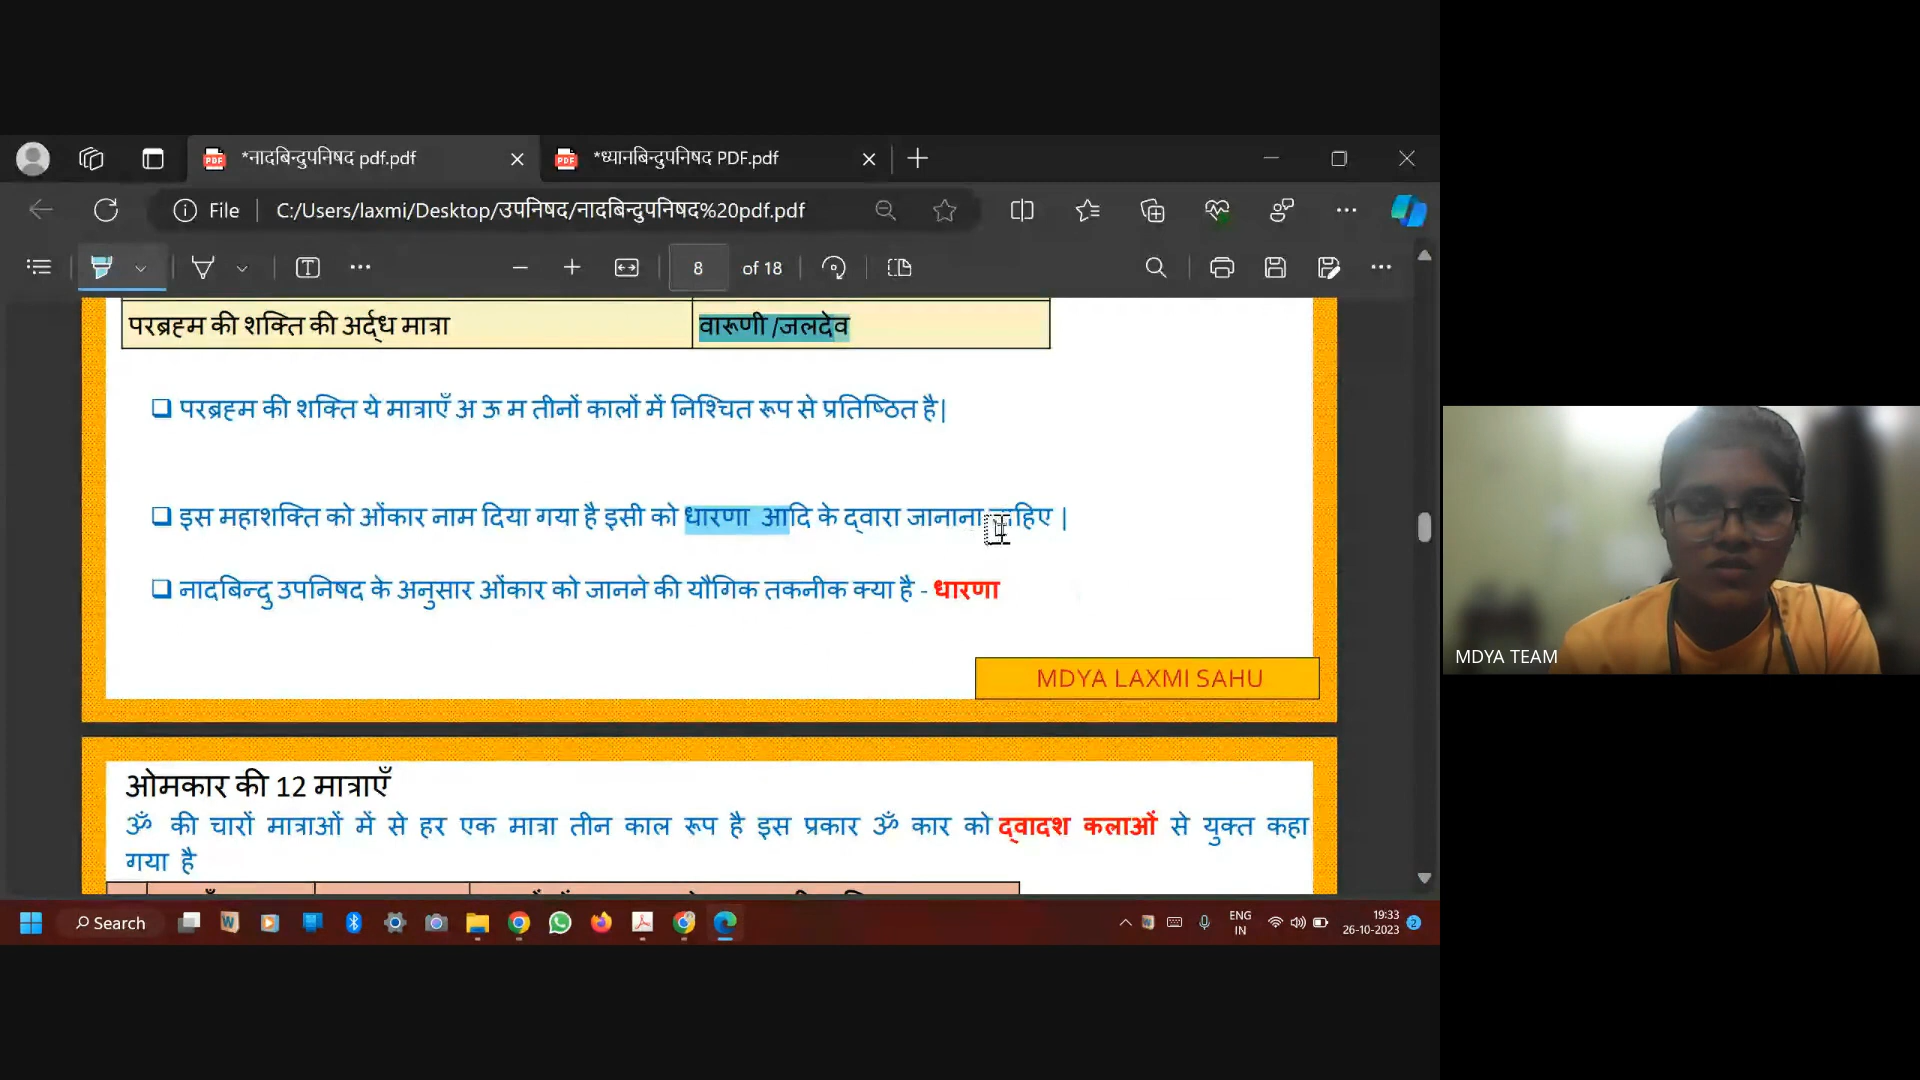 *नादबिन्दुपनिषद pdf.pdf
*ध्यानबिन्दुपनिषद PDF.pdf
File
C:/Users/laxmi/Desktop/उपनिषद/नादबिन्दुपनिषद%20pdf.pdf
8 of 18
परब्रह्म की शक्ति की अर्द्ध मात्रा
वारूणी /जलदेव
परब्रह्म की शक्ति ये मात्राएँ अ ऊ म तीनों कालों में निश्चित रूप से प्रतिष्ठित है|
इस महाशक्ति को ओंकार नाम दिया गया है इसी को धारणा आदि के द्वारा जानाना चाहिए |
नादबिन्दु उपनिषद के अनुसार ओंकार को जानने की यौगिक तकनीक क्या है - धारणा
MDYA LAXMI SAHU
ओमकार की 12 मात्राएँ
ॐ की चारों मात्राओं में से हर एक मात्रा तीन काल रूप है इस प्रकार ॐ कार को द्वादश कलाओं से युक्त कहा
गया है
MDYA TEAM
Search
ENG
IN
19:33
26-10-2023
2